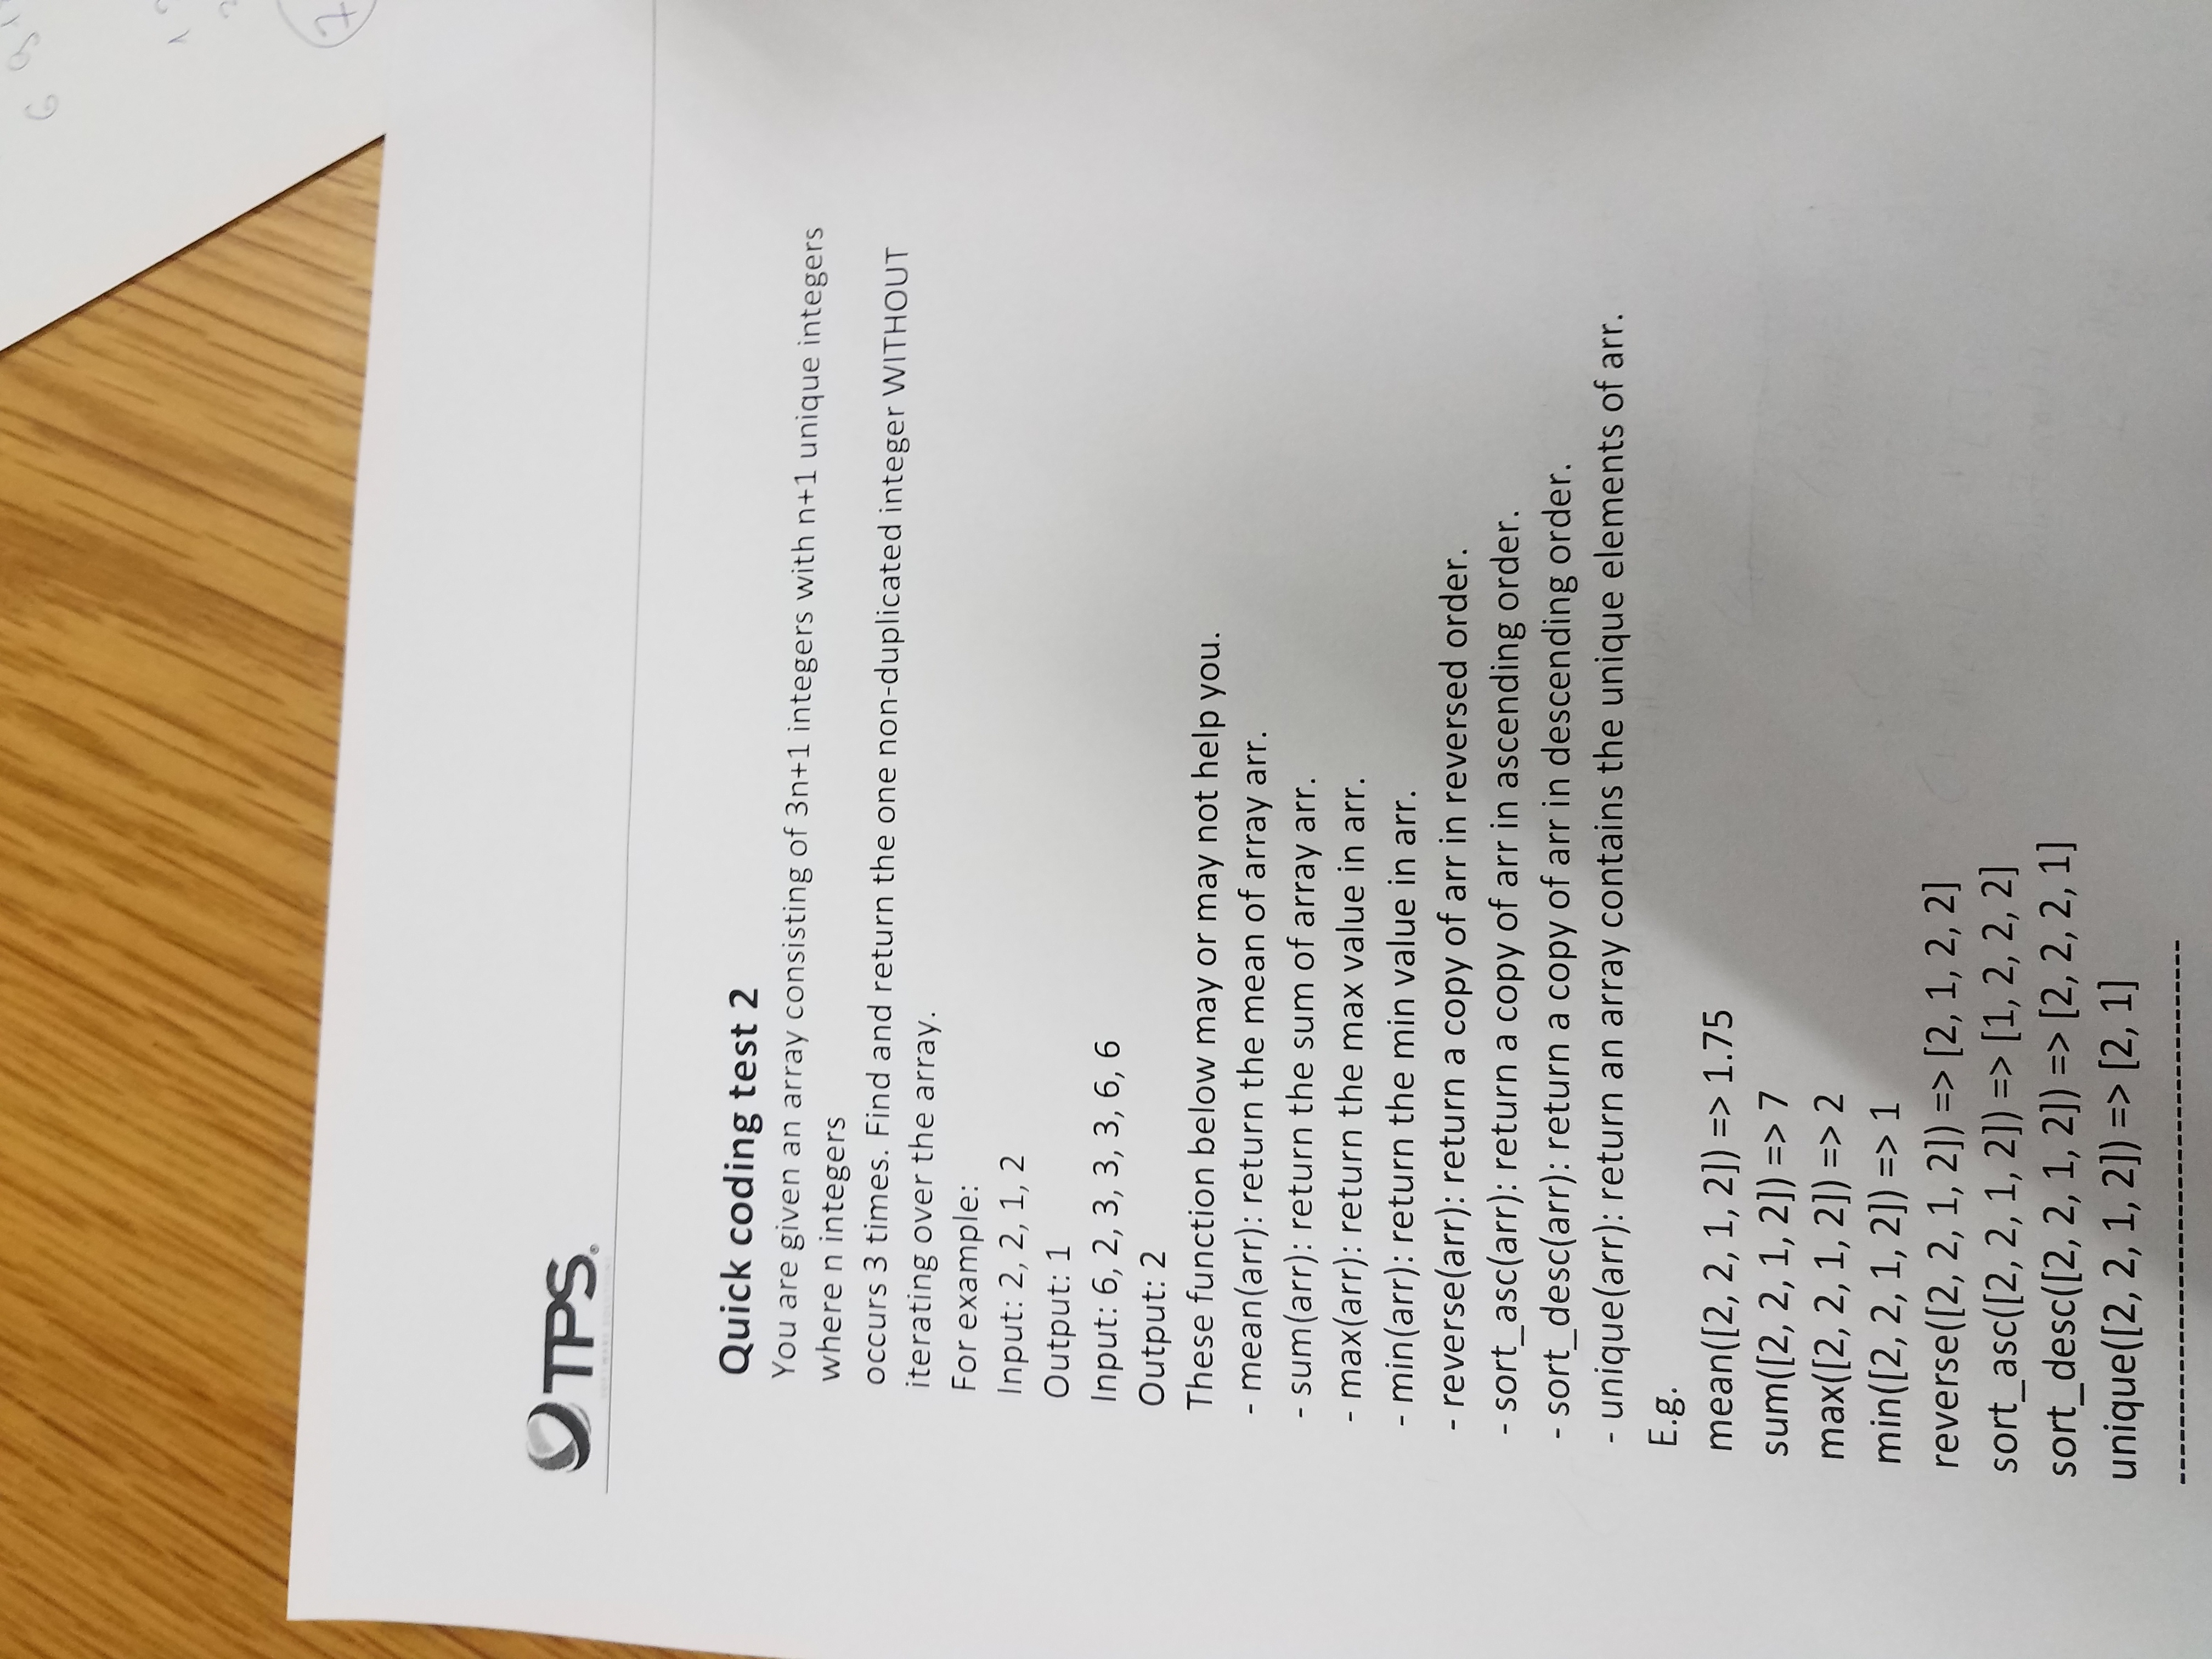 6 9
1
7
TPS®
Quick coding test 2
You are given an array consisting of 3n+1 integers with n+1 unique integers
where n integers
occurs 3 times. Find and return the one non-duplicated integer WITHOUT
iterating over the array.
For example:
Input: 2, 2, 1, 2
Output: 1
Input: 6, 2, 3, 3, 3, 6, 6
Output: 2
These function below may or may not help you.
- mean(arr): return the mean of array arr.
- sum(arr): return the sum of array arr.
- max(arr): return the max value in arr.
- min(arr): return the min value in arr.
- reverse(arr): return a copy of arr in reversed order.
- sort_asc(arr): return a copy of arr in ascending order.
- sort_desc(arr): return a copy of arr in descending order.
- unique(arr): return an array contains the unique elements of arr.
E.g.
mean([2, 2, 1, 2]) => 1.75
sum([2, 2, 1, 2]) => 7
max([2, 2, 1, 2]) => 2
min([2, 2, 1, 2]) => 1
reverse([2, 2, 1, 2]) => [2, 1, 2, 2]
sort_asc([2, 2, 1, 2]) => [1, 2, 2, 2]
sort_desc([2, 2, 1, 2]) => [2, 2, 2, 1]
unique([2, 2, 1, 2]) => [2, 1]
---------------------------------------